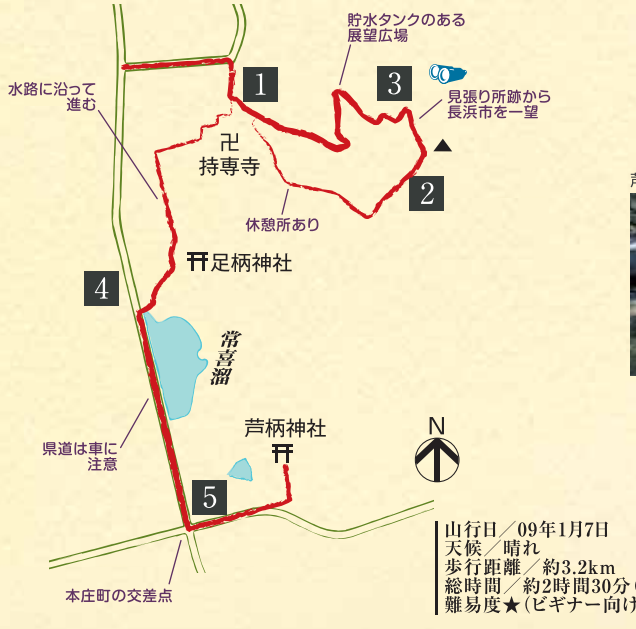 貯水タンクのある
展望広場
1
3
見張り所跡から
長浜市を一望
水路に沿って
進む
卍
持専寺
2
休憩所あり
足柄神社
4
常喜溜
芦柄神社
N
県道は車に
注意
5
本庄町の交差点
山行日／09年1月7日
天候／晴れ
歩行距離／約3.2km
総時間／約2時間30分
難易度★(ビギナー向け